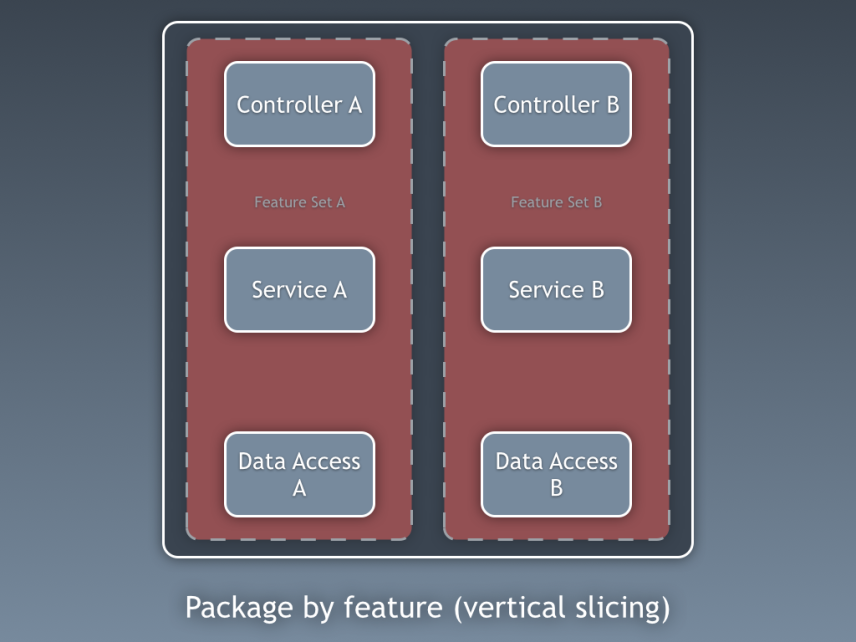 Controller A
Controller B
Feature Set A
Feature Set B
Service A
Service B
Data Access
A
Data Access
B
Package by feature (vertical slicing)